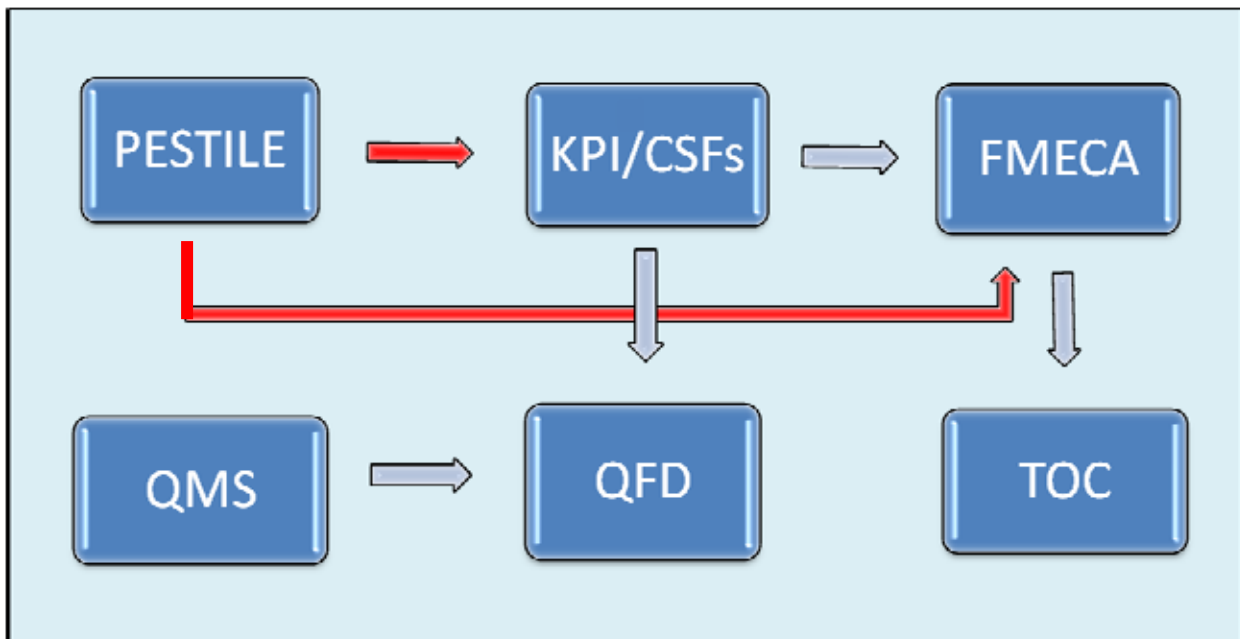 PESTILE
KPI/CSFs
FMECA
QMS
QFD
TOC